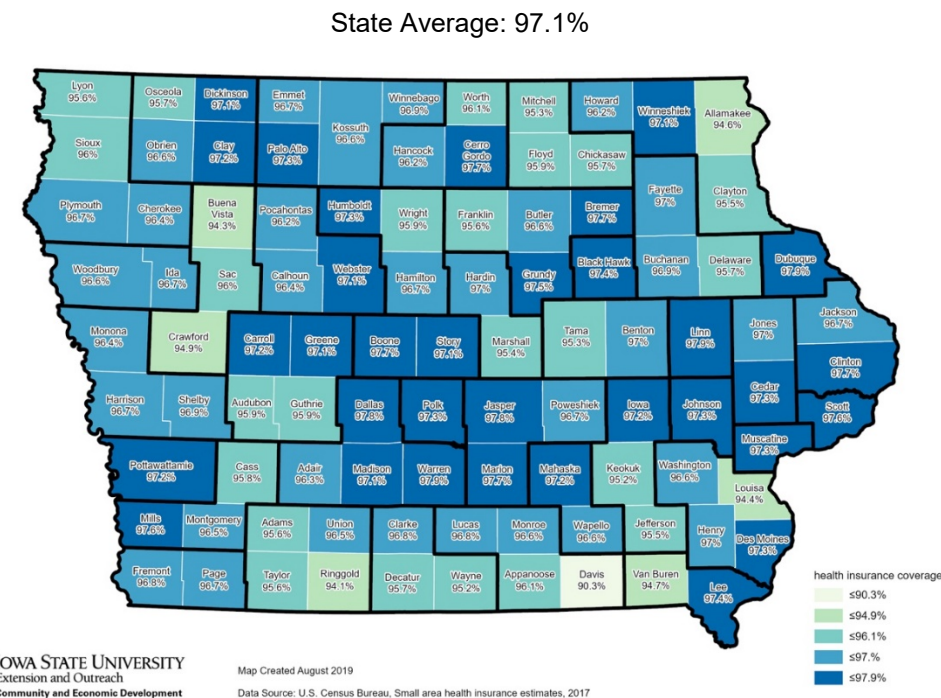 State Average: 97.1%
Lyon
95.6%
Osceola
95.7%
Dickinson
97.1%
Emmet
96.7%
Kossuth
96.6%
Winnebago
96.9%
Worth
96.1%
Mitchell
95.3%
Howard
96.2%
Winneshiek
97.1%
Allamakee
94.6%
Sioux
96%
Obrien
96.6%
Clay
97.2%
Palo Alto
97.3%
Hancock
96.2%
Cerro
Gordo
97.7%
Floyd
95.9%
Chickasaw
95.7%
Fayette
97%
Clayton
95.5%
Plymouth
96.7%
Cherokee
96.4%
Buena
Vista
94.3%
Pocahontas
96.2%
Humboldt
97.3%
Wright
95.9%
Franklin
95.6%
Butler
96.6%
Bremer
97.7%
Woodbury
96.6%
Ida
96.7%
Sac
96%
Calhoun
96.4%
Webster
97.1%
Hamilton
96.7%
Hardin
97%
Grundy
97.5%
Black Hawk
97.4%
Buchanan
96.9%
Delaware
95.7%
Dubuque
97.9%
Monona
96.4%
Crawford
94.9%
Carroll
97.2%
Greene
97.1%
Boone
97.7%
Story
97.1%
Marshall
95.4%
Tama
95.3%
Benton
97%
Linn
97.9%
Jones
97%
Jackson
96.7%
Clinton
97.7%
Harrison
96.7%
Shelby
96.9%
Audubon
95.9%
Guthrie
95.9%
Dallas
97.8%
Polk
97.3%
Jasper
97.8%
Poweshiek
96.7%
Iowa
97.2%
Johnson
97.3%
Cedar
97.3%
Scott
97.6%
Muscatine
97.3%
Pottawattamie
97.2%
Cass
95.8%
Adair
96.3%
Madison
97.1%
Warren
97.9%
Marion
97.7%
Mahaska
97.2%
Keokuk
95.2%
Washington
96.6%
Louisa
94.4%
Mills
97.6%
Montgomery
96.5%
Adams
95.6%
Union
96.5%
Clarke
96.8%
Lucas
96.8%
Monroe
96.6%
Wapello
96.6%
Jefferson
95.5%
Henry
97%
Des Moines
97.3%
Fremont
96.8%
Page
96.7%
Taylor
95.6%
Ringgold
94.1%
Decatur
95.7%
Wayne
95.2%
Appanoose
96.1%
Davis
90.3%
Van Buren
94.7%
Lee
97.4%
health insurance coverage
≤90.3%
≤94.9%
≤96.1%
≤97.%
≤97.9%
IOWA STATE UNIVERSITY
Extension and Outreach
Community and Economic Development
Map Created August 2019
Data Source: U.S. Census Bureau, Small area health insurance estimates, 2017